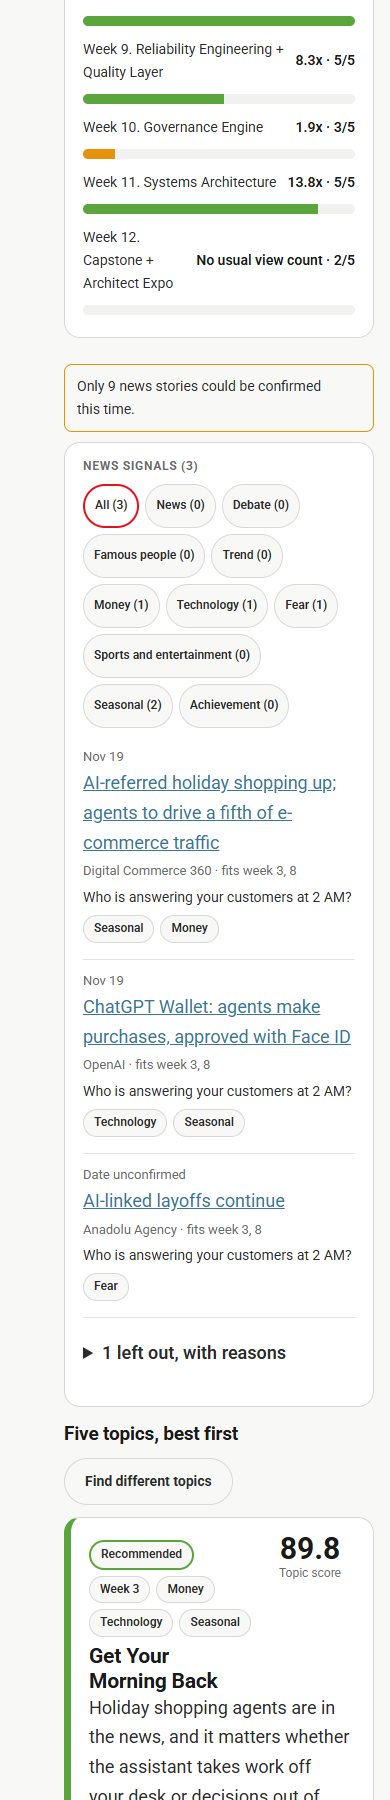 Week 9. Reliability Engineering +
Quality Layer
8.3x · 5/5
Week 10. Governance Engine
1.9x · 3/5
Week 11. Systems Architecture
13.8x · 5/5
Week 12.
Capstone +
Architect Expo
No usual view count · 2/5
Only 9 news stories could be confirmed
this time.
NEWS SIGNALS (3)
All (3)
News (0)
Debate (0)
Famous people (0)
Trend (0)
Money (1)
Technology (1)
Fear (1)
Sports and entertainment (0)
Seasonal (2)
Achievement (0)
Nov 19
AI-referred holiday shopping up;
agents to drive a fifth of e-
commerce traffic
Digital Commerce 360 · fits week 3, 8
Who is answering your customers at 2 AM?
Seasonal
Money
Nov 19
ChatGPT Wallet: agents make
purchases, approved with Face ID
OpenAI · fits week 3, 8
Who is answering your customers at 2 AM?
Technology
Seasonal
Date unconfirmed
AI-linked layoffs continue
Anadolu Agency · fits week 3, 8
Who is answering your customers at 2 AM?
Fear
1 left out, with reasons
Five topics, best first
Find different topics
Recommended
89.8
Topic score
Week 3
Money
Technology
Seasonal
Get Your
Morning Back
Holiday shopping agents are in
the news, and it matters whether
the assistant takes work off
your desk or decisions out of